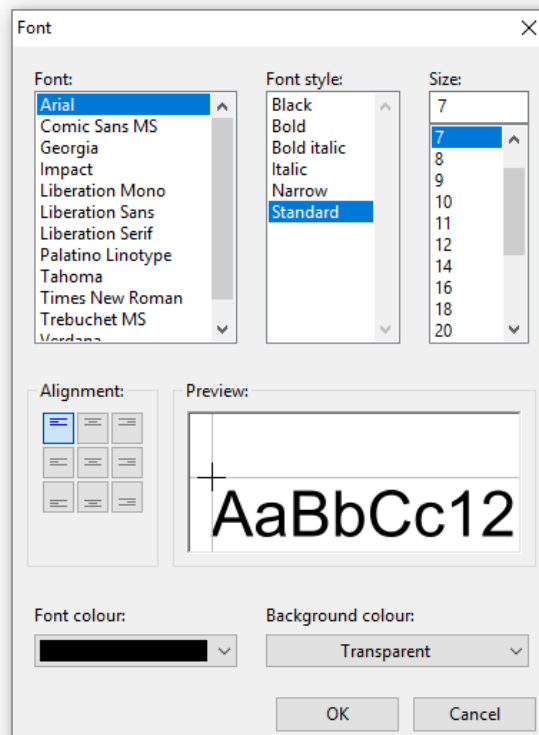 Font
Font:
Arial
Comic Sans MS
Georgia
Impact
Liberation Mono
Liberation Sans
Liberation Serif
Palatino Linotype
Tahoma
Times New Roman
Trebuchet MS
Verdana
Font style:
Black
Bold
Bold italic
Italic
Narrow
Standard
Size:
7
7
8
9
10
11
12
14
16
18
20
Alignment:
Preview:
AaBbCc12
Font colour:
Background colour:
Transparent
OK
Cancel